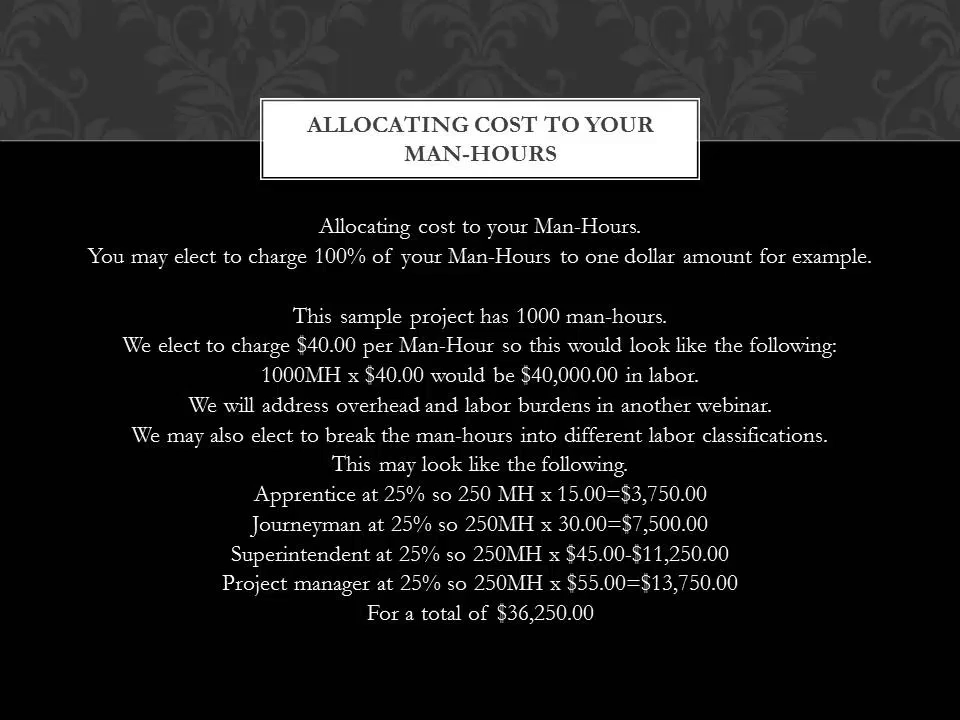 ALLOCATING COST TO YOUR
MAN-HOURS
Allocating cost to your Man-Hours.
You may elect to charge 100% of your Man-Hours to one dollar amount for example.
This sample project has 1000 man-hours.
We elect to charge $40.00 per Man-Hour so this would look like the following:
1000MH x $40.00 would be $40,000.00 in labor.
We will address overhead and labor burdens in another webinar.
We may also elect to break the man-hours into different labor classifications.
This may look like the following.
Apprentice at 25% so 250 MH x 15.00=$3,750.00
Journeyman at 25% so 250MH x 30.00=$7,500.00
Superintendent at 25% so 250MH x $45.00-$11,250.00
Project manager at 25% so 250MH x $55.00=$13,750.00
For a total of $36,250.00